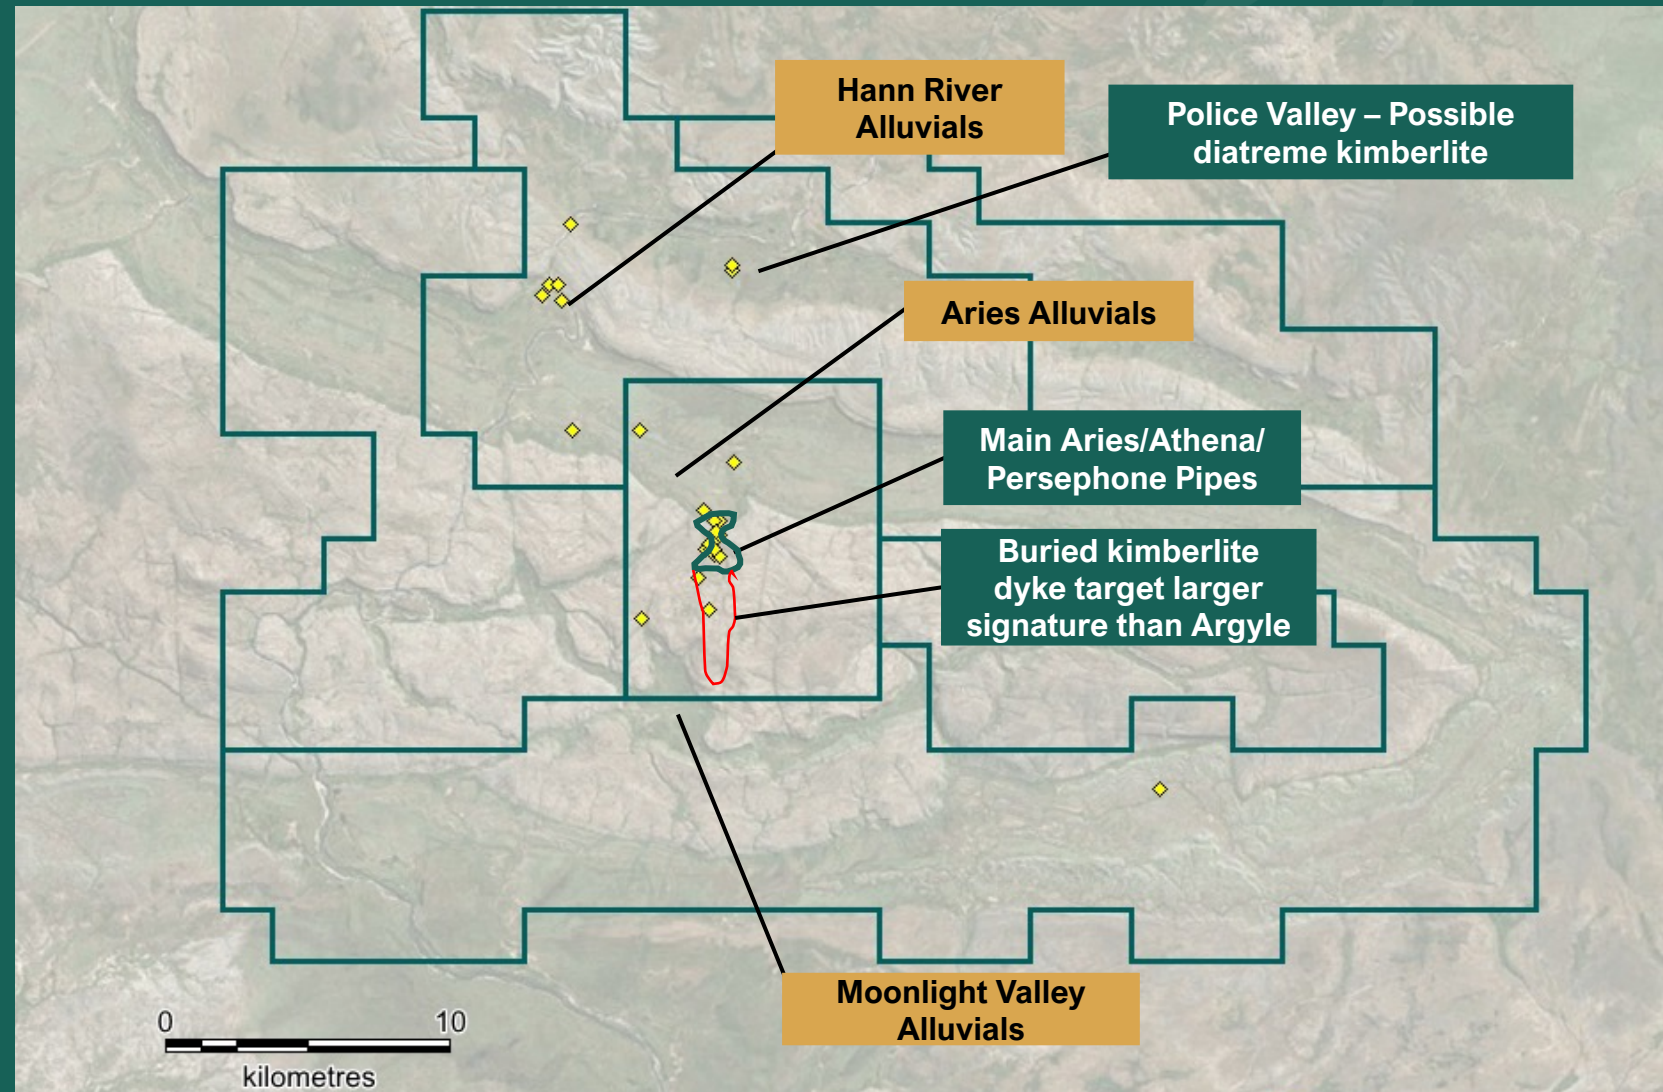 Hann River
Alluvials
Police Valley – Possible
diatreme kimberlite
Aries Alluvials
Main Aries/Athena/
Persephone Pipes
Buried kimberlite
dyke target larger
signature than Argyle
Moonlight Valley
Alluvials
0 10
kilometres